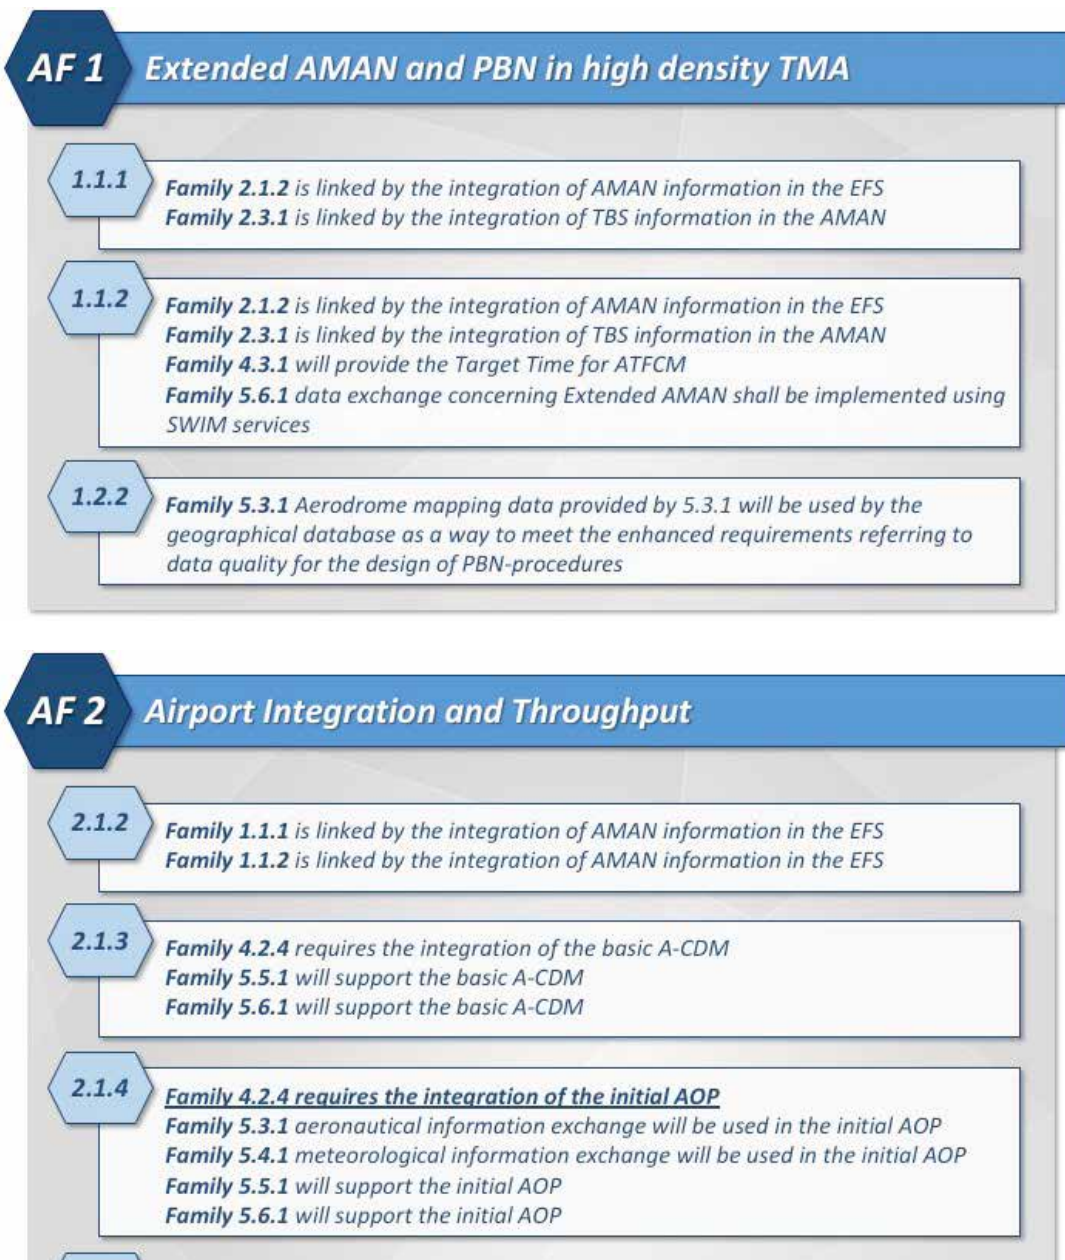 AF 1
Extended AMAN and PBN in high density TMA
1.1.1
Family 2.1.2 is linked by the integration of AMAN information in the EFS
Family 2.3.1 is linked by the integration of TBS information in the AMAN
1.1.2
Family 2.1.2 is linked by the integration of AMAN information in the EFS
Family 2.3.1 is linked by the integration of TBS information in the AMAN
Family 4.3.1 will provide the Target Time for ATFCM
Family 5.6.1 data exchange concerning Extended AMAN shall be implemented using
SWIM services
1.2.2
Family 5.3.1 Aerodrome mapping data provided by 5.3.1 will be used by the
geographical database as a way to meet the enhanced requirements referring to
data quality for the design of PBN-procedures
AF 2
Airport Integration and Throughput
2.1.2
Family 1.1.1 is linked by the integration of AMAN information in the EFS
Family 1.1.2 is linked by the integration of AMAN information in the EFS
2.1.3
Family 4.2.4 requires the integration of the basic A-CDM
Family 5.5.1 will support the basic A-CDM
Family 5.6.1 will support the basic A-CDM
2.1.4
Family 4.2.4 requires the integration of the initial AOP
Family 5.3.1 aeronautical information exchange will be used in the initial AOP
Family 5.4.1 meteorological information exchange will be used in the initial AOP
Family 5.5.1 will support the initial AOP
Family 5.6.1 will support the initial AOP